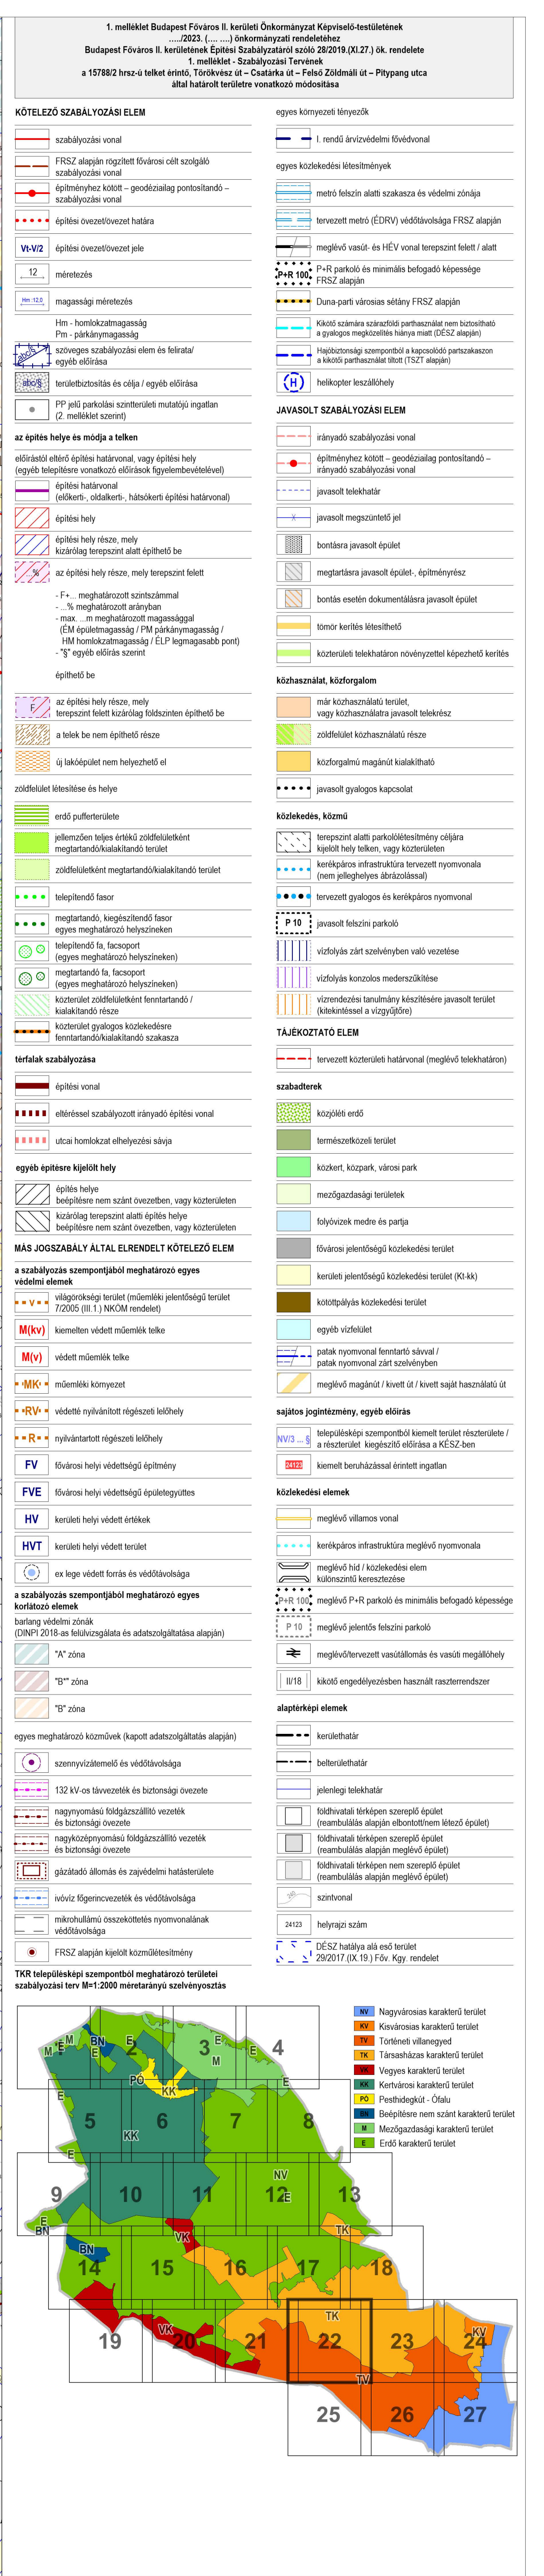 1. melléklet Budapest Főváros II. kerületi Önkormányzat Képviselő-testületének
…../2023. (…. ….) önkormányzati rendeletéhez
Budapest Főváros II. kerületének Építési Szabályzatáról szóló 28/2019.(XI.27.) ök. rendelete
1. melléklet - Szabályozási Tervének
a 15788/2 hrsz-ú telket érintő, Törökvész út – Csatárka út – Felső Zöldmáli út – Pitypang utca
által határolt területre vonatkozó módosítása
KÖTELEZŐ SZABÁLYOZÁSI ELEM
szabályozási vonal
FRSZ alapján rögzített fővárosi célt szolgáló
szabályozási vonal
építményhez kötött – geodéziailag pontosítandó –
szabályozási vonal
építési övezet/övezet határa
Vt-V/2
építési övezet/övezet jele
12
méretezés
Hm :12,0
magassági méretezés
Hm - homlokzatmagasság
Pm - párkánymagasság
abc/§
szöveges szabályozási elem és felirata/
egyéb előírása
abc/§
területbiztosítás és célja / egyéb előírása
PP jelű parkolási szintterületi mutatójú ingatlan
(2. melléklet szerint)
az építés helye és módja a telken
előírástól eltérő építési határvonal, vagy építési hely
(egyéb telepítésre vonatkozó előírások figyelembevételével)
építési határvonal
(előkerti-, oldalkerti-, hátsókerti építési határvonal)
építési hely
építési hely része, mely
kizárólag terepszint alatt építhető be
...%
az építési hely része, mely terepszint felett
- F+... meghatározott szintszámmal
- ...% meghatározott arányban
- max. ...m meghatározott magassággal
(ÉM épületmagasság / PM párkánymagasság /
HM homlokzatmagasság / ÉLP legmagasabb pont)
- "§" egyéb előírás szerint
építhető be
F
az építési hely része, mely
terepszint felett kizárólag földszinten építhető be
a telek be nem építhető része
új lakóépület nem helyezhető el
zöldfelület létesítése és helye
erdő pufferterülete
jellemzően teljes értékű zöldfelületként
megtartandó/kialakítandó terület
zöldfelületként megtartandó/kialakítandó terület
telepítendő fasor
megtartandó, kiegészítendő fasor
egyes meghatározó helyszíneken
telepítendő fa, facsoport
(egyes meghatározó helyszíneken)
megtartandó fa, facsoport
(egyes meghatározó helyszíneken)
közterület zöldfelületként fenntartandó /
kialakítandó része
közterület gyalogos közlekedésre
fenntartandó/kialakítandó szakasza
térfalak szabályozása
építési vonal
eltéréssel szabályozott irányadó építési vonal
utcai homlokzat elhelyezési sávja
egyéb építésre kijelölt hely
építés helye
beépítésre nem szánt övezetben, vagy közterületen
kizárólag terepszint alatti építés helye
beépítésre nem szánt övezetben, vagy közterületen
MÁS JOGSZABÁLY ÁLTAL ELRENDELT KÖTELEZŐ ELEM
a szabályozás szempontjából meghatározó egyes
védelmi elemek
V
világörökségi terület (műemléki jelentőségű terület
7/2005 (III.1.) NKÖM rendelet)
M(kv)
kiemelten védett műemlék telke
M(v)
védett műemlék telke
MK
műemléki környezet
RV
védetté nyilvánított régészeti lelőhely
R
nyilvántartott régészeti lelőhely
FV
fővárosi helyi védettségű építmény
FVE
fővárosi helyi védettségű épületegyüttes
HV
kerületi helyi védett értékek
HVT
kerületi helyi védett terület
ex lege védett forrás és védőtávolsága
a szabályozás szempontjából meghatározó egyes
korlátozó elemek
barlang védelmi zónák
(DINPI 2018-as felülvizsgálata és adatszolgáltatása alapján)
"A" zóna
"B*" zóna
"B" zóna
egyes meghatározó közművek (kapott adatszolgáltatás alapján)
szennyvízátemelő és védőtávolsága
132 kV-os távvezeték és biztonsági övezete
nagynyomású földgázszállító vezeték
és biztonsági övezete
nagyközépnyomású földgázszállító vezeték
és biztonsági övezete
gázátadó állomás és zajvédelmi hatásterülete
ivóvíz főgerincvezeték és védőtávolsága
mikrohullámú összeköttetés nyomvonalának
védőtávolsága
FRSZ alapján kijelölt közműlétesítmény
egyes környezeti tényezők
I. rendű árvízvédelmi fővédvonal
egyes közlekedési létesítmények
metró felszín alatti szakasza és védelmi zónája
tervezett metró (ÉDRV) védőtávolsága FRSZ alapján
meglévő vasút- és HÉV vonal terepszint felett / alatt
P+R 100
P+R parkoló és minimális befogadó képessége
FRSZ alapján
Duna-parti városias sétány FRSZ alapján
Kikötő számára szárazföldi parthasználat nem biztosítható
a gyalogos megközelítés hiánya miatt (DÉSZ alapján)
Hajóbiztonsági szempontból a kapcsolódó partszakaszon
a kikötői parthasználat tiltott (TSZT alapján)
H
helikopter leszállóhely
JAVASOLT SZABÁLYOZÁSI ELEM
irányadó szabályozási vonal
építményhez kötött – geodéziailag pontosítandó –
irányadó szabályozási vonal
javasolt telekhatár
javasolt megszüntető jel
bontásra javasolt épület
megtartásra javasolt épület-, építményrész
bontás esetén dokumentálásra javasolt épület
tömör kerítés létesíthető
közterületi telekhatáron növényzettel képezhető kerítés
közhasználat, közforgalom
már közhasználatú terület,
vagy közhasználatra javasolt telekrész
zöldfelület közhasználatú része
közforgalmú magánút kialakítható
javasolt gyalogos kapcsolat
közlekedés, közmű
terepszint alatti parkolólétesítmény céljára
kijelölt hely telken, vagy közterületen
kerékpáros infrastruktúra tervezett nyomvonala
(nem jelleghelyes ábrázolással)
tervezett gyalogos és kerékpáros nyomvonal
P 10
javasolt felszíni parkoló
vízfolyás zárt szelvényben való vezetése
vízfolyás konzolos mederszűkítése
vízrendezési tanulmány készítésére javasolt terület
(kitekintéssel a vízgyűjtőre)
TÁJÉKOZTATÓ ELEM
tervezett közterületi határvonal (meglévő telekhatáron)
szabadterek
közjóléti erdő
természetközeli terület
közkert, közpark, városi park
mezőgazdasági területek
folyóvizek medre és partja
fővárosi jelentőségű közlekedési terület
kerületi jelentőségű közlekedési terület (Kt-kk)
kötöttpályás közlekedési terület
egyéb vízfelület
patak nyomvonal fenntartó sávval /
patak nyomvonal zárt szelvényben
meglévő magánút / kivett út / kivett saját használatú út
sajátos jogintézmény, egyéb előírás
NV/3 ... §
településképi szempontból kiemelt terület részterülete /
a részterület kiegészítő előírása a KÉSZ-ben
24123
kiemelt beruházással érintett ingatlan
közlekedési elemek
meglévő villamos vonal
kerékpáros infrastruktúra meglévő nyomvonala
meglévő híd / közlekedési elem
különszintű keresztezése
P+R 100
meglévő P+R parkoló és minimális befogadó képessége
P 10
meglévő jelentős felszíni parkoló
meglévő/tervezett vasútállomás és vasúti megállóhely
II/18
kikötő engedélyezésben használt raszterrendszer
alaptérképi elemek
kerülethatár
belterülethatár
jelenlegi telekhatár
földhivatali térképen szereplő épület
(reambulálás alapján elbontott/nem létező épület)
földhivatali térképen szereplő épület
(reambulálás alapján meglévő épület)
földhivatali térképen nem szereplő épület
(reambulálás alapján meglévő épület)
szintvonal
24123
helyrajzi szám
DÉSZ hatálya alá eső terület
29/2017.(IX.19.) Főv. Kgy. rendelet
TKR településképi szempontból meghatározó területei
szabályozási terv M=1:2000 méretarányú szelvényosztás
NV Nagyvárosias karakterű terület
KV Kisvárosias karakterű terület
TV Történeti villanegyed
TK Társasházas karakterű terület
VK Vegyes karakterű terület
KK Kertvárosi karakterű terület
PÓ Pesthidegkút - Ófalu
BN Beépítésre nem szánt karakterű terület
M Mezőgazdasági karakterű terület
E Erdő karakterű terület
M M E BN E 2 E 3 M E E 4
PÓ KK E
E 5 6 7 8
KK
E NV
9 10 11 12 E 13
E BN VK TK
BN
14 15 16 17 18
19 VK 20 21 TK 22 23 KV 24
TV
25 26 27